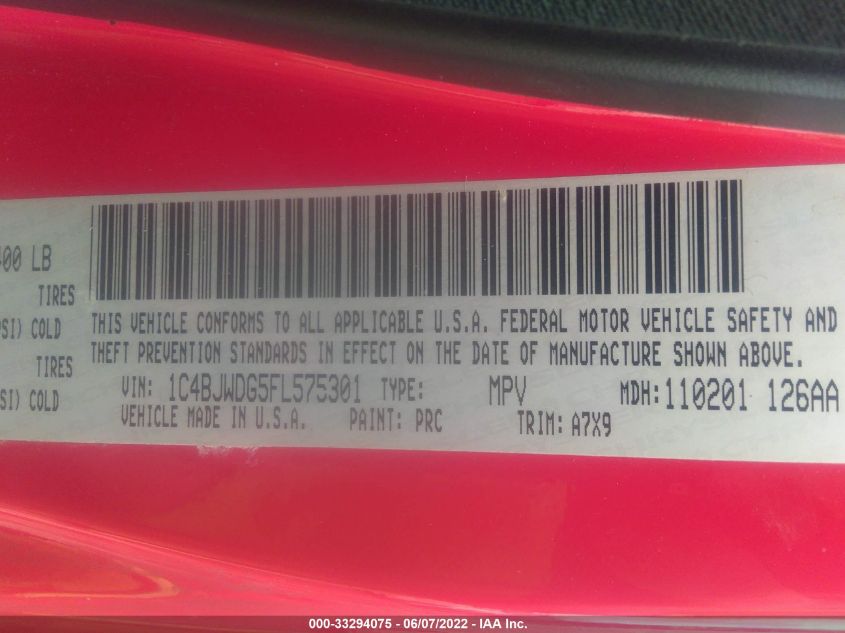 400 LB
TIRES
PSI) COLD
TIRES
SI) COLD
THIS VEHICLE CONFORMS TO ALL APPLICABLE U.S.A. FEDERAL MOTOR VEHICLE SAFETY AND
THEFT PREVENTION STANDARDS IN EFFECT ON THE DATE OF MANUFACTURE SHOWN ABOVE.
VIN: 1C4BJWDG5FL575301 TYPE: MPV MDH:110201 126AA
VEHICLE MADE IN U.S.A. PAINT: PRC TRIM: A7X9
000-33294075 - 06/07/2022 - IAA Inc.